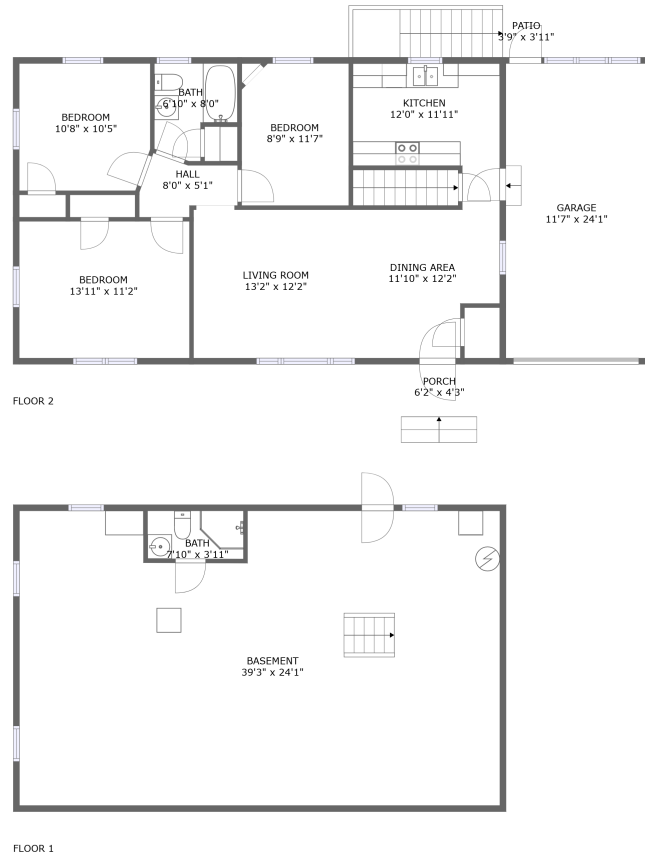 PATIO
3'9" x 3'11"
BATH
6'10" x 8'0"
KITCHEN
12'0" x 11'11"
BEDROOM
10'8" x 10'5"
BEDROOM
8'9" x 11'7"
HALL
8'0" x 5'1"
GARAGE
11'7" x 24'1"
BEDROOM
13'11" x 11'2"
LIVING ROOM
13'2" x 12'2"
DINING AREA
11'10" x 12'2"
PORCH
6'2" x 4'3"
FLOOR 2
BATH
7'10" x 3'11"
BASEMENT
39'3" x 24'1"
FLOOR 1